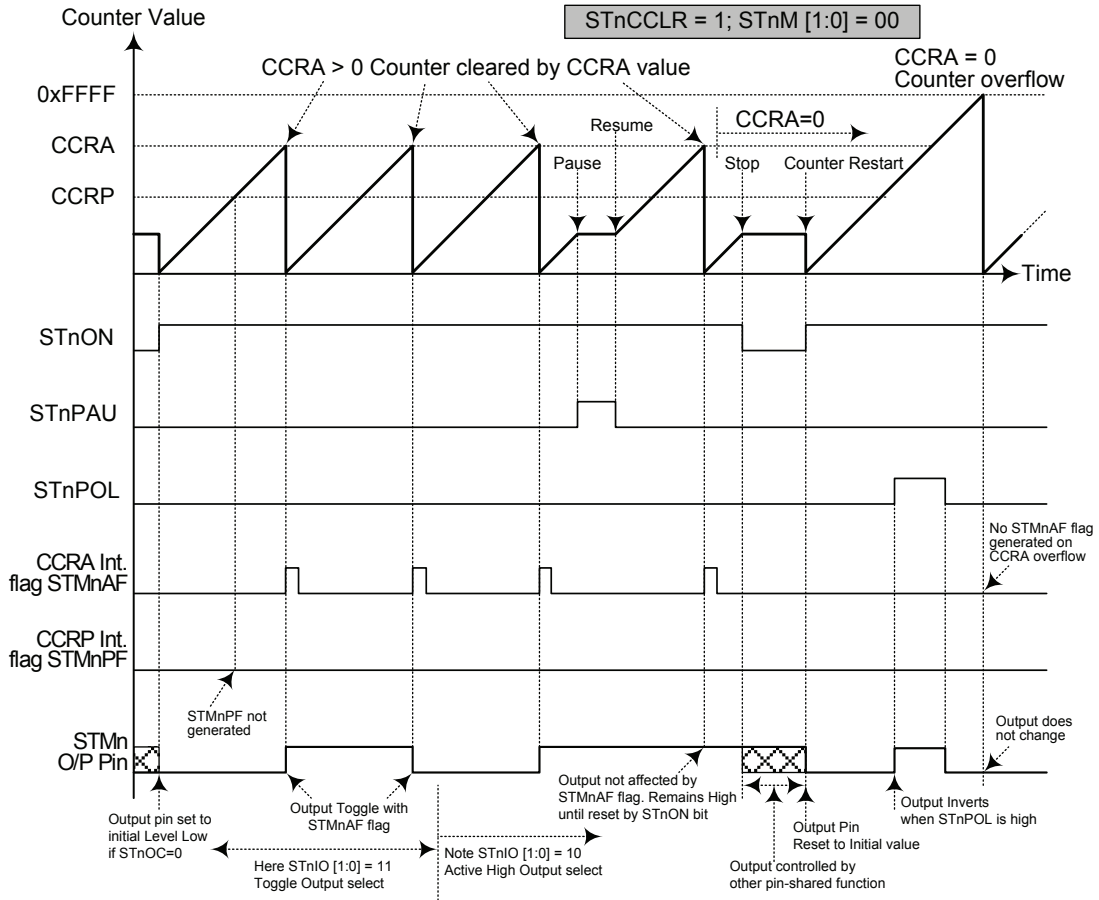 Counter Value
STnCCLR = 1; STnM [1:0] = 00
CCRA = 0
Counter overflow
CCRA > 0 Counter cleared by CCRA value
0xFFFF
CCRA
CCRP
Pause
Resume
CCRA=0
Stop
Counter Restart
Time
STnON
STnPAU
STnPOL
CCRA Int.
flag STMnAF
No STMnAF flag
generated on
CCRA overflow
CCRP Int.
flag STMnPF
STMnPF not
generated
STMn
O/P Pin
Output does
not change
Output pin set to
initial Level Low
if STnOC=0
Output Toggle with
STMnAF flag
Here STnIO [1:0] = 11
Toggle Output select
Note STnIO [1:0] = 10
Active High Output select
Output not affected by
STMnAF flag. Remains High
until reset by STnON bit
Output controlled by
other pin-shared function
Output Pin
Reset to Initial value
Output Inverts
when STnPOL is high